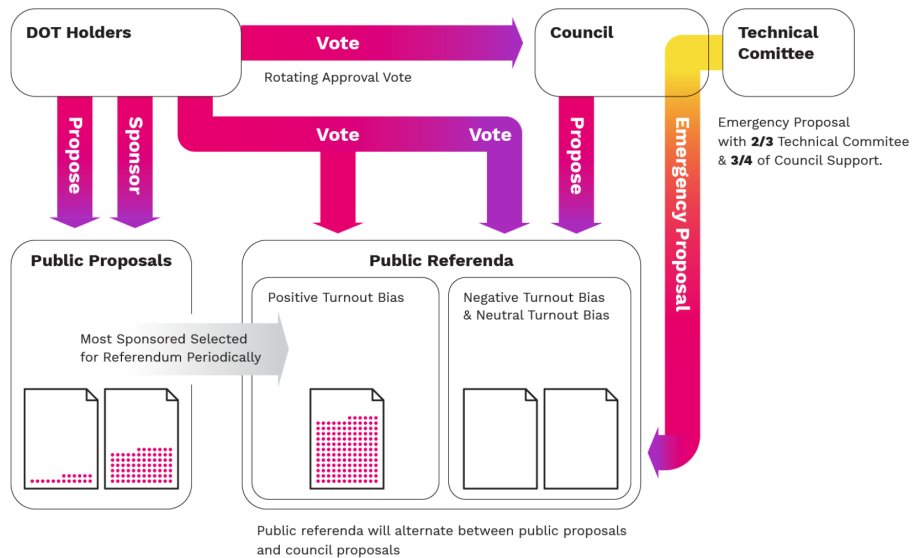 DOT Holders
Vote
Rotating Approval Vote
Council
Technical
Comittee
Propose
Sponsor
Vote
Vote
Propose
Emergency Proposal
Emergency Proposal
with 2/3 Technical Commitee
& 3/4 of Council Support.
Public Proposals
Public Referenda
Positive Turnout Bias
Negative Turnout Bias
& Neutral Turnout Bias
Most Sponsored Selected
for Referendum Periodically
Public referenda will alternate between public proposals
and council proposals